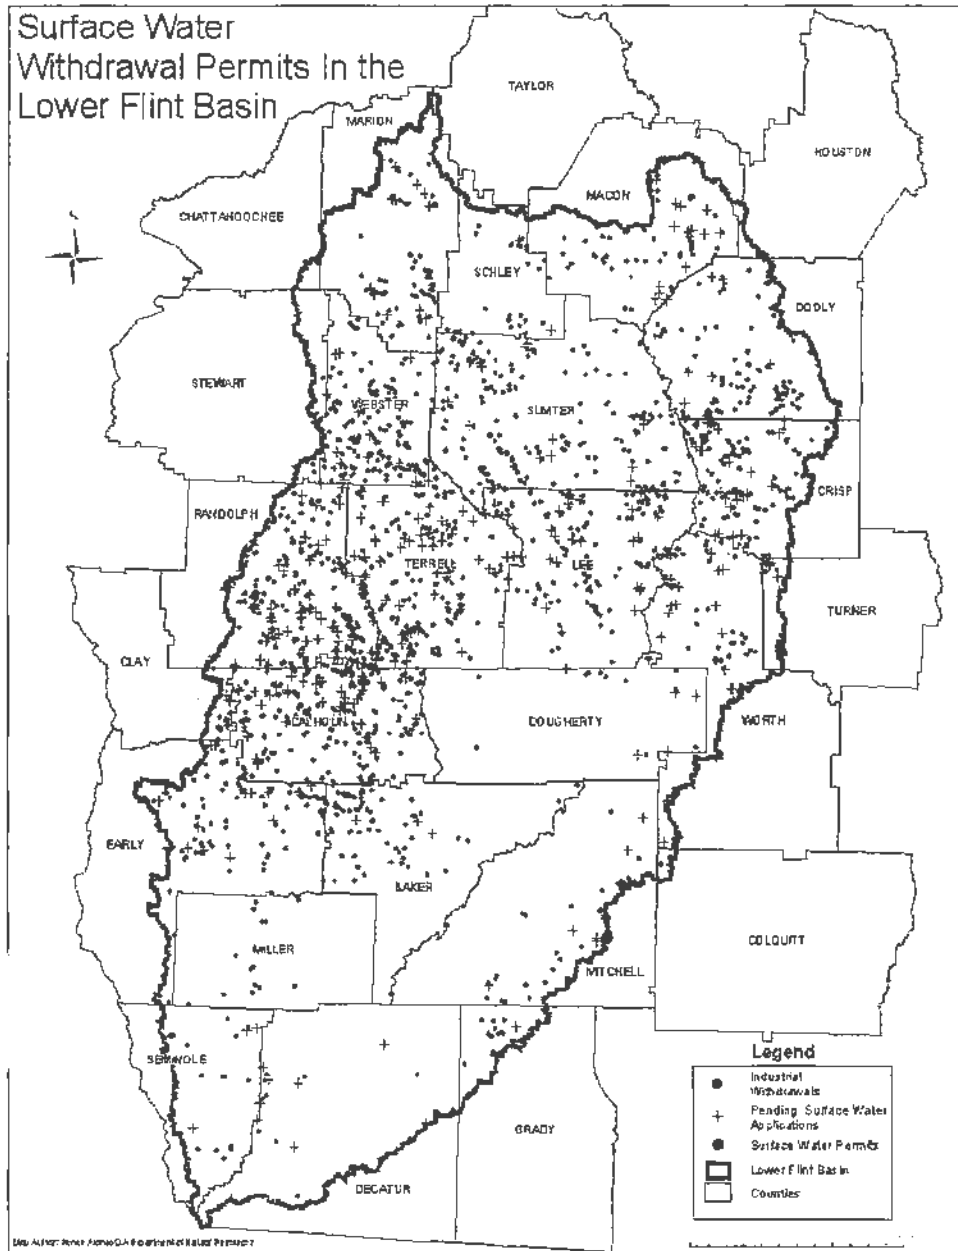 Surface Water
Withdrawal Permits In the
Lower Flint Basin
TAYLOR
MARION
HOUSTON
MACON
CHATTAHOOCHEE
SCHLEY
DOOLY
STEWART
WEBSTER
SUMTER
CRISP
RANDOLPH
TERRELL
LEE
TURNER
CLAY
CALHOUN
DOUGHERTY
WORTH
EARLY
BAKER
MILLER
COLQUITT
MITCHELL
SEMINOLE
GRADY
DECATUR
Legend
Industrial
Withdrawals
Pending Surface Water
Applications
Surface Water Permits
Lower Flint Basin
Counties